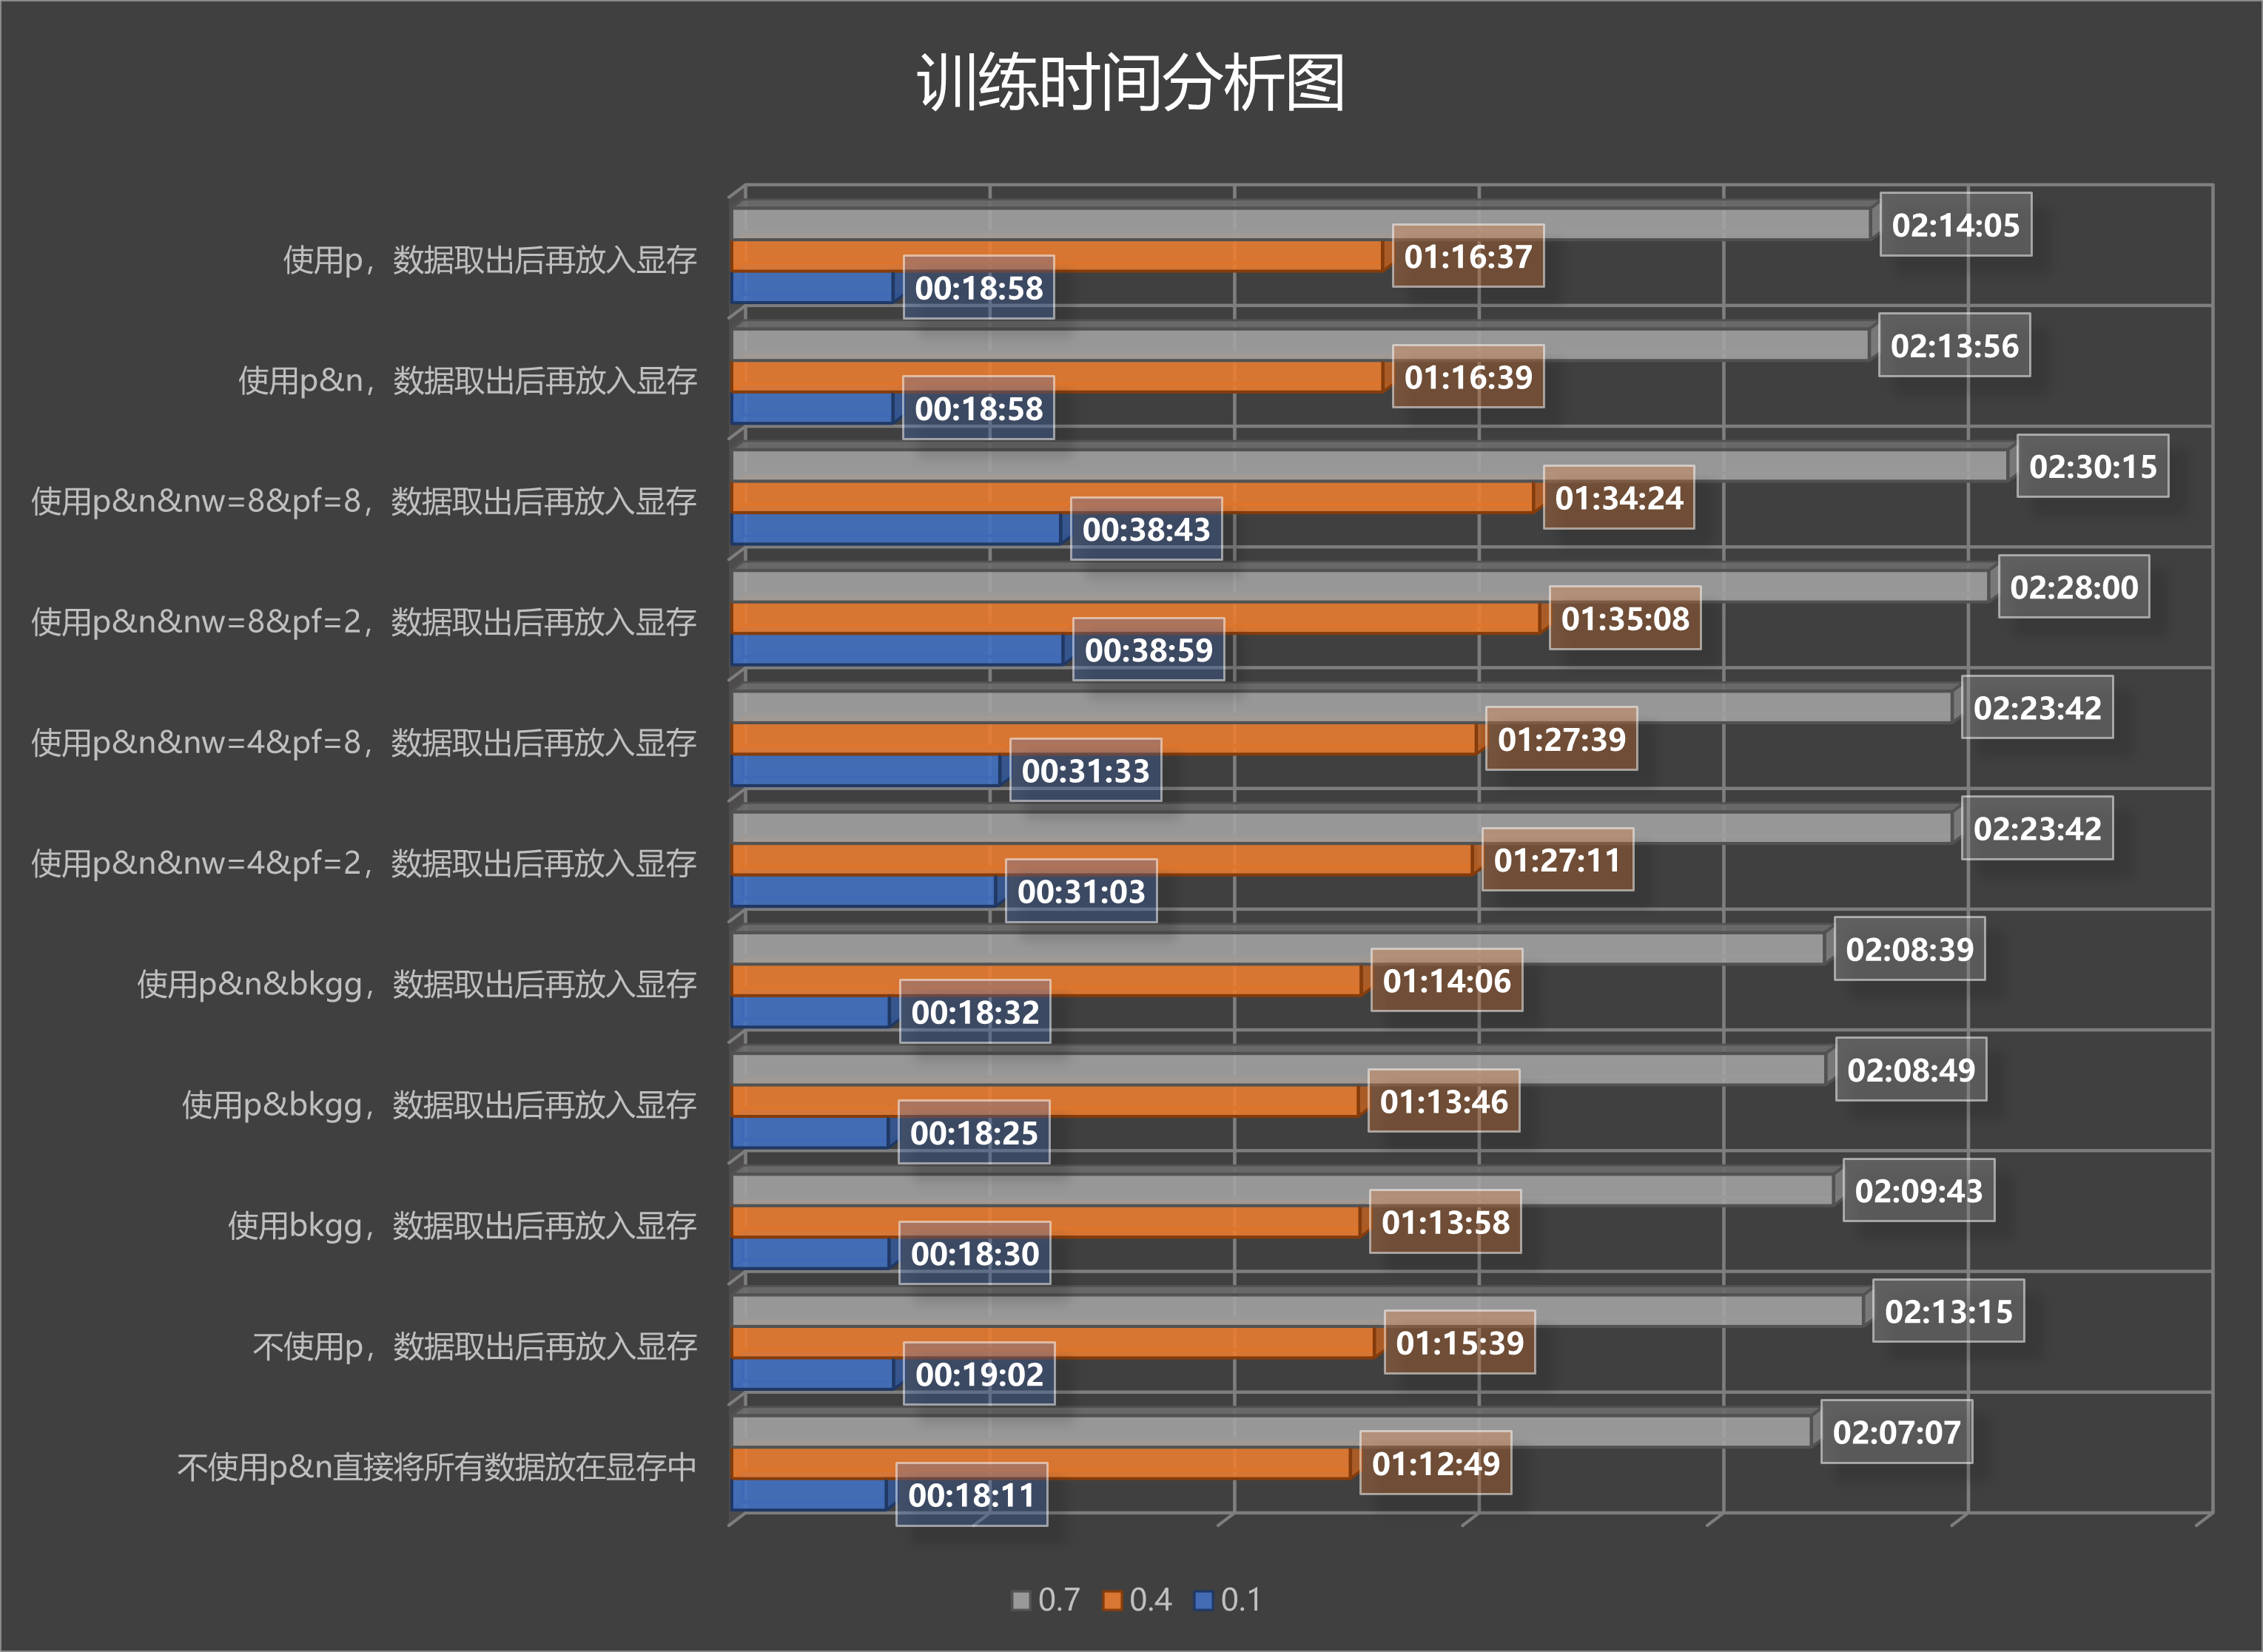 训练时间分析图
使用p，数据取出后再放入显存
02:14:05
01:16:37
00:18:58
使用p&n，数据取出后再放入显存
02:13:56
01:16:39
00:18:58
使用p&n&nw=8&pf=8，数据取出后再放入显存
02:30:15
01:34:24
00:38:43
使用p&n&nw=8&pf=2，数据取出后再放入显存
02:28:00
01:35:08
00:38:59
使用p&n&nw=4&pf=8，数据取出后再放入显存
02:23:42
01:27:39
00:31:33
使用p&n&nw=4&pf=2，数据取出后再放入显存
02:23:42
01:27:11
00:31:03
使用p&n&bkgg，数据取出后再放入显存
02:08:39
01:14:06
00:18:32
使用p&bkgg，数据取出后再放入显存
02:08:49
01:13:46
00:18:25
使用bkgg，数据取出后再放入显存
02:09:43
01:13:58
00:18:30
不使用p，数据取出后再放入显存
02:13:15
01:15:39
00:19:02
不使用p&n直接将所有数据放在显存中
02:07:07
01:12:49
00:18:11
0.7 0.4 0.1